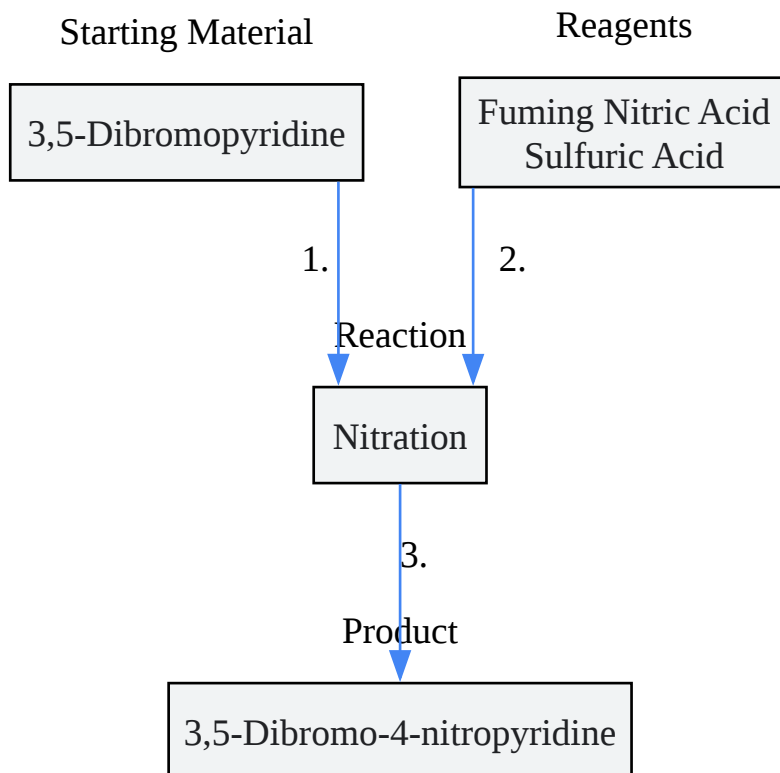 Starting Material
Reagents
3,5-Dibromopyridine
Fuming Nitric Acid
Sulfuric Acid
1.
2.
Reaction
Nitration
3.
Product
3,5-Dibromo-4-nitropyridine